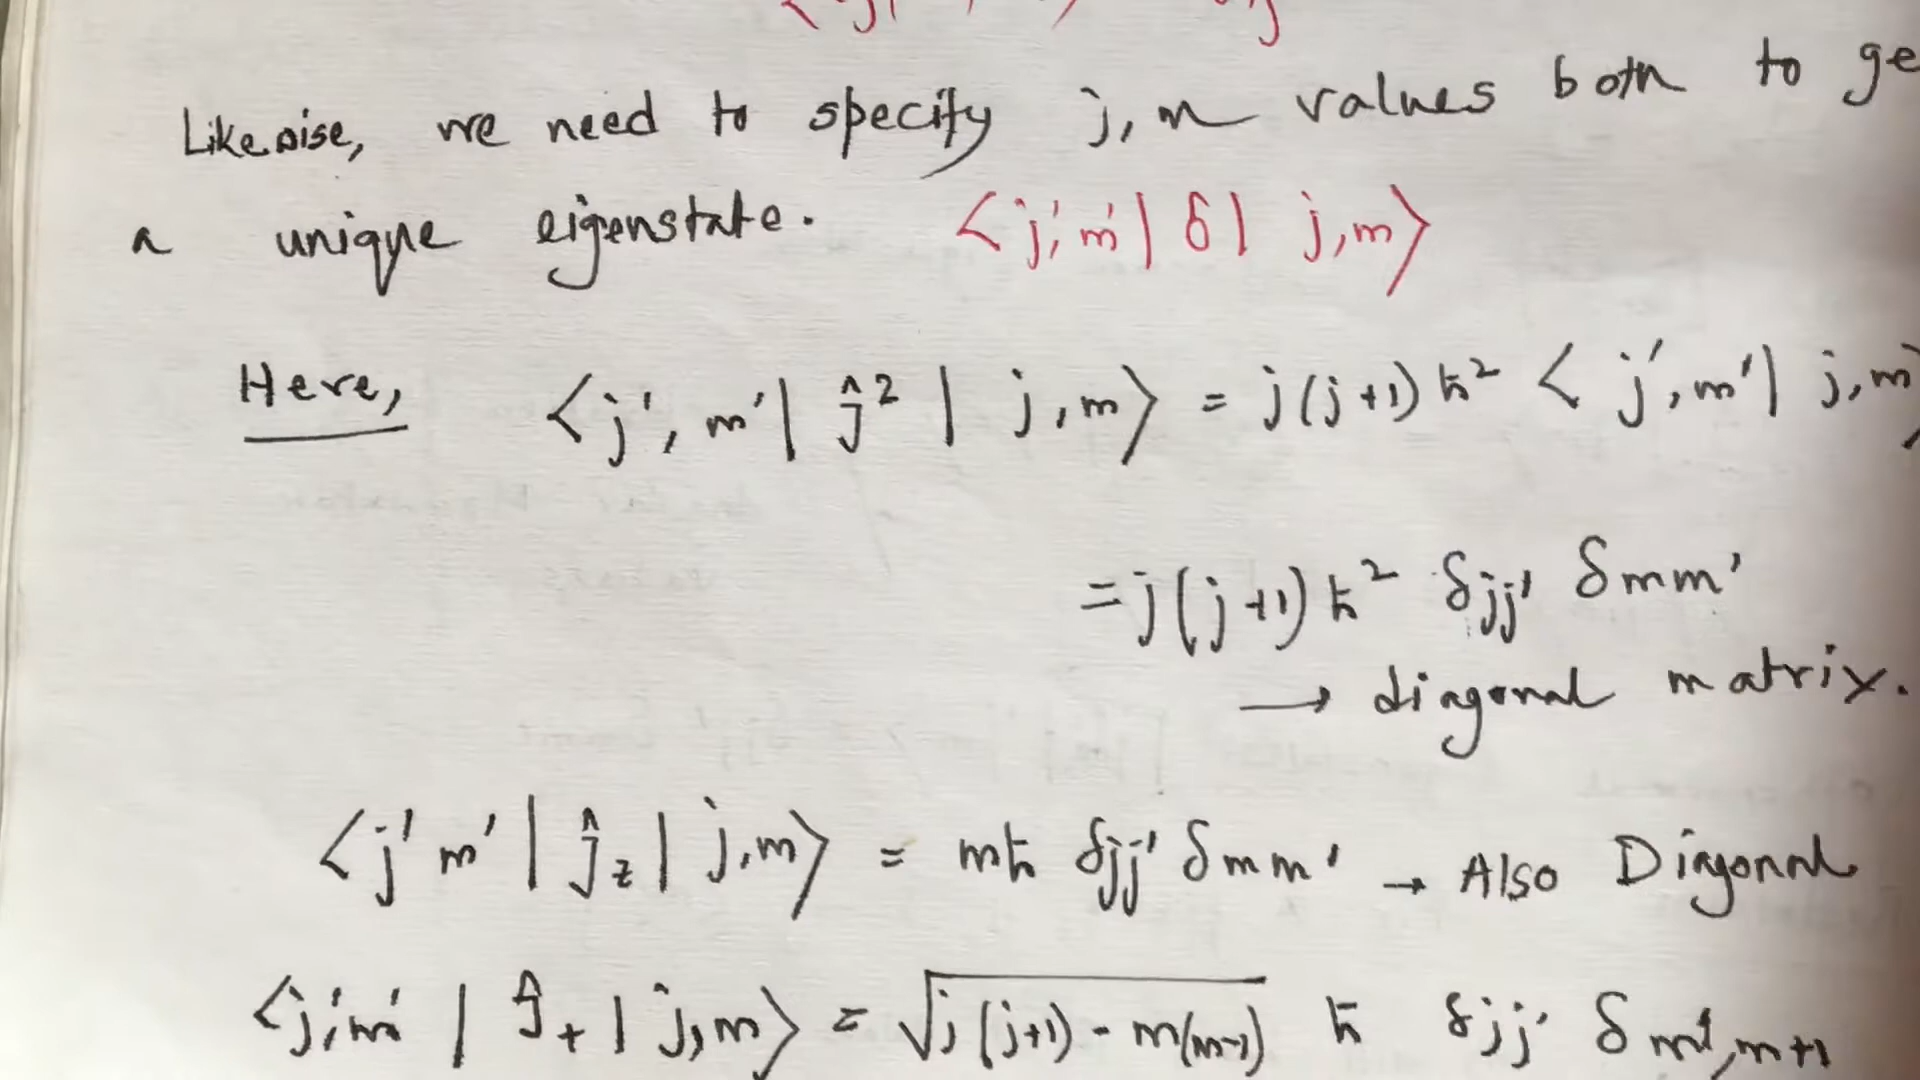 Likewise, we need to specify j, m values both to ge
a unique eigenstate. <j',m'| δ | j,m>
Here, <j', m'| ĵ² | j,m> = j(j+1)ħ² <j', m'| j,m>
= j(j+1)ħ² δjj' δmm'
→ diagonal matrix.
<j' m' | ĵz | j,m> = mħ δjj' δmm' → Also Diagonal
<j',m' | Ĵ+ | j,m> = √j(j+1) - m(m-1) ħ δjj' δm',m+1